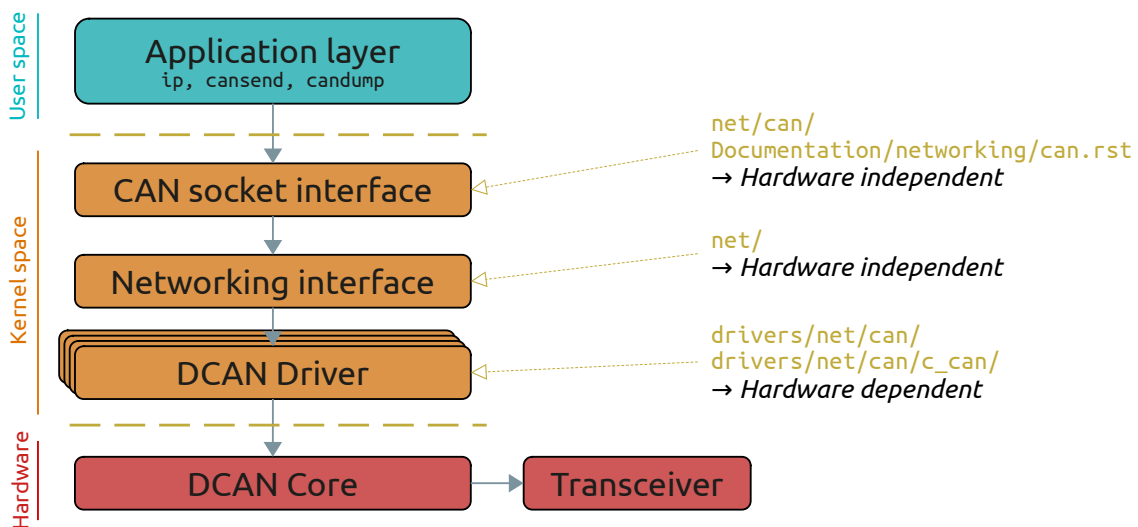 User space
Application layer
ip, cansend, candump
net/can/
Documentation/networking/can.rst
→ Hardware independent
Kernel space
CAN socket interface
net/
→ Hardware independent
Networking interface
drivers/net/can/
drivers/net/can/c_can/
→ Hardware dependent
DCAN Driver
Hardware
DCAN Core
Transceiver